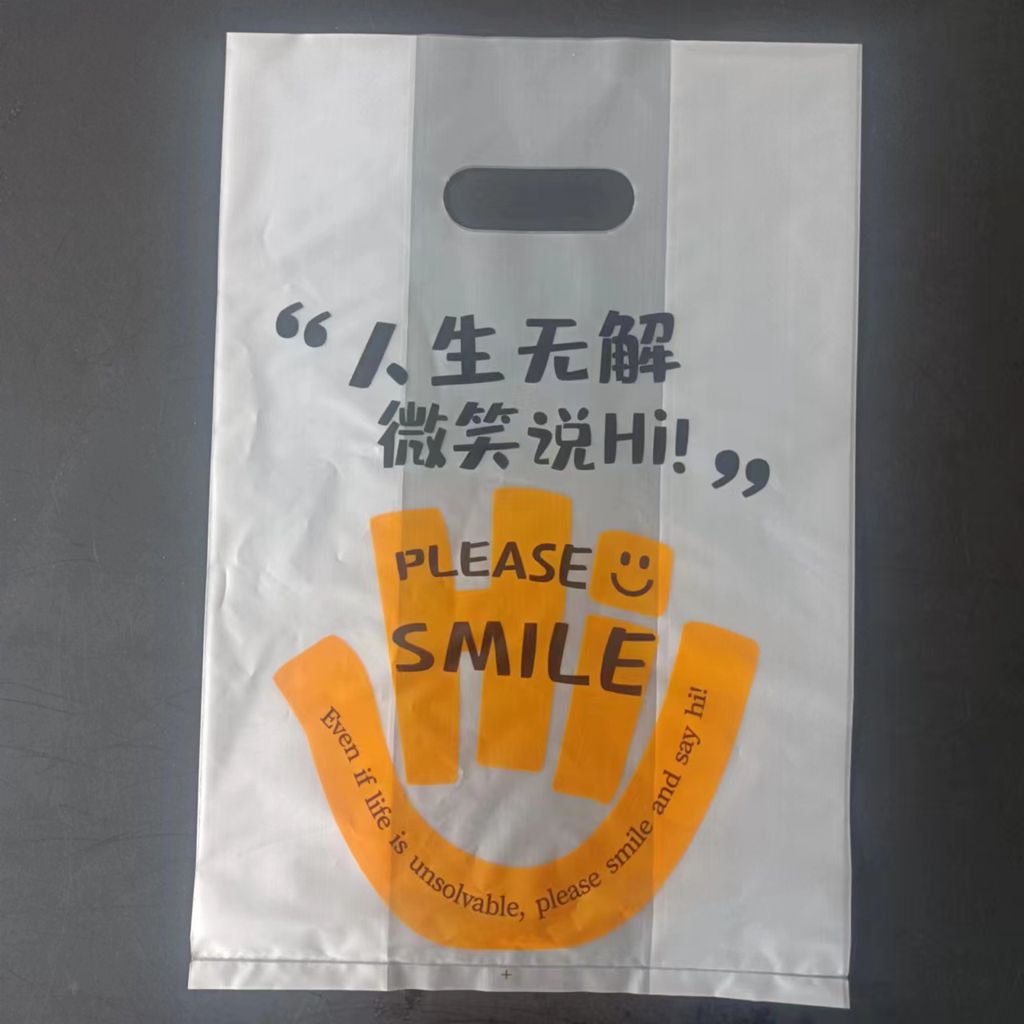 “人生无解
微笑说Hi!”
Hi
PLEASE
SMILE
Even if life is unsolvable, please smile and say hi!